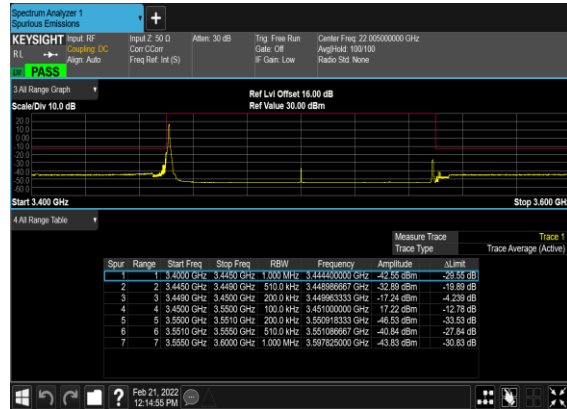 Spectrum Analyzer 1
Spurious Emissions
KEYSIGHT Input: RF Input Z: 50 Ω Atten: 30 dB Trig: Free Run Center Freq: 22.005000000 GHz
RL Coupling: DC Corr CCorr Gate: Off Avg|Hold: 100/100
Align: Auto Freq Ref: Int (S) IF Gain: Low Radio Std: None
PASS
3 All Range Graph
Ref Lvl Offset 16.00 dB
Scale/Div 10.0 dB Ref Value 30.00 dBm
20.0
10.0
0.00
-10.0
-20.0
-30.0
-40.0
-50.0
-60.0
Start 3.400 GHz Stop 3.600 GH
4 All Range Table
Measure Trace Trace 1
Trace Type Trace Average (Active)
Spur Range Start Freq Stop Freq RBW Frequency Amplitude ΔLimit
1 1 3.4000 GHz 3.4450 GHz 1.000 MHz 3.444400000 GHz -42.55 dBm -29.55 dB
2 2 3.4450 GHz 3.4490 GHz 510.0 kHz 3.448986667 GHz -32.89 dBm -19.89 dB
3 3 3.4490 GHz 3.4500 GHz 200.0 kHz 3.449963333 GHz -17.24 dBm -4.239 dB
4 4 3.4500 GHz 3.5500 GHz 100.0 kHz 3.451000000 GHz 17.22 dBm -12.78 dB
5 5 3.5500 GHz 3.5510 GHz 200.0 kHz 3.550918333 GHz -46.53 dBm -33.53 dB
6 6 3.5510 GHz 3.5550 GHz 510.0 kHz 3.551086667 GHz -40.84 dBm -27.84 dB
7 7 3.5550 GHz 3.6000 GHz 1.000 MHz 3.597825000 GHz -43.83 dBm -30.83 dB
Feb 21, 2022
12:14:55 PM